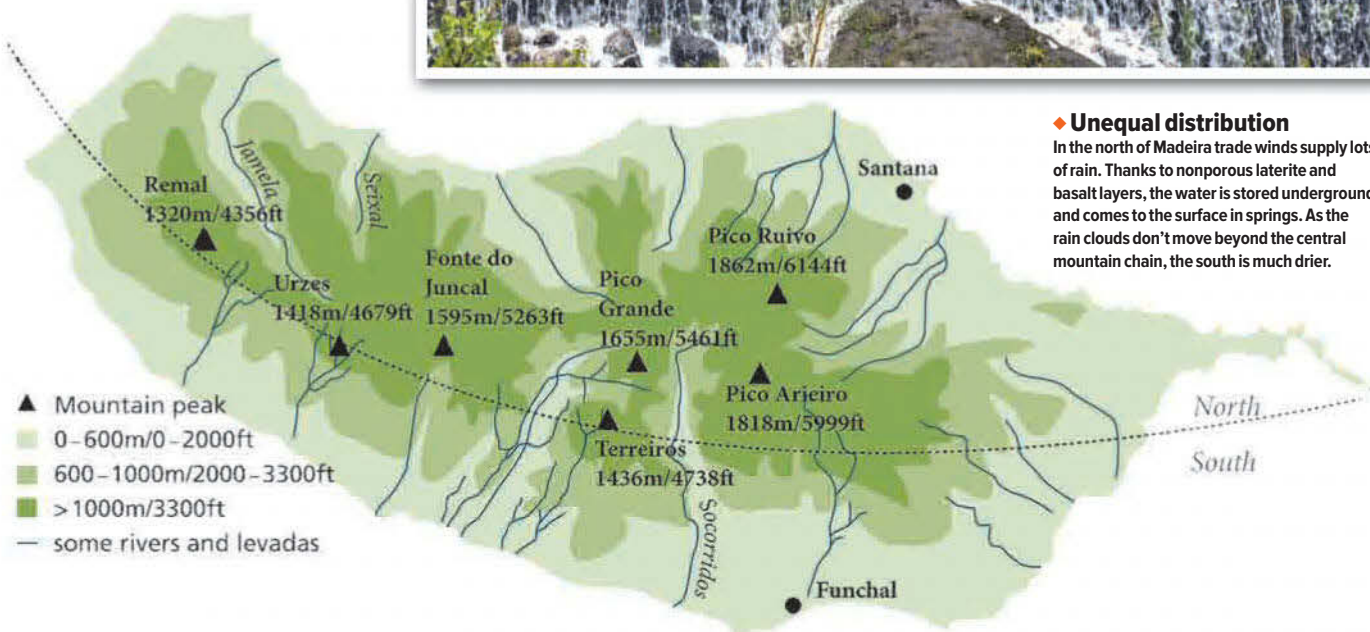 ◆ Unequal distribution
In the north of Madeira trade winds supply lots
of rain. Thanks to nonporous laterite and
basalt layers, the water is stored underground
and comes to the surface in springs. As the
rain clouds don't move beyond the central
mountain chain, the south is much drier.
Santana
Jamela
Seixal
Remal
1320m/4356ft
Urzes
1418m/4679ft
Fonte do
Juncal
1595m/5263ft
Pico
Grande
1655m/5461ft
Pico Ruivo
1862m/6144ft
Pico Arieiro
1818m/5999ft
Terreiros
1436m/4738ft
North
South
Socorridos
Funchal
▲ Mountain peak
0–600m/0–2000ft
600–1000m/2000–3300ft
>1000m/3300ft
some rivers and levadas